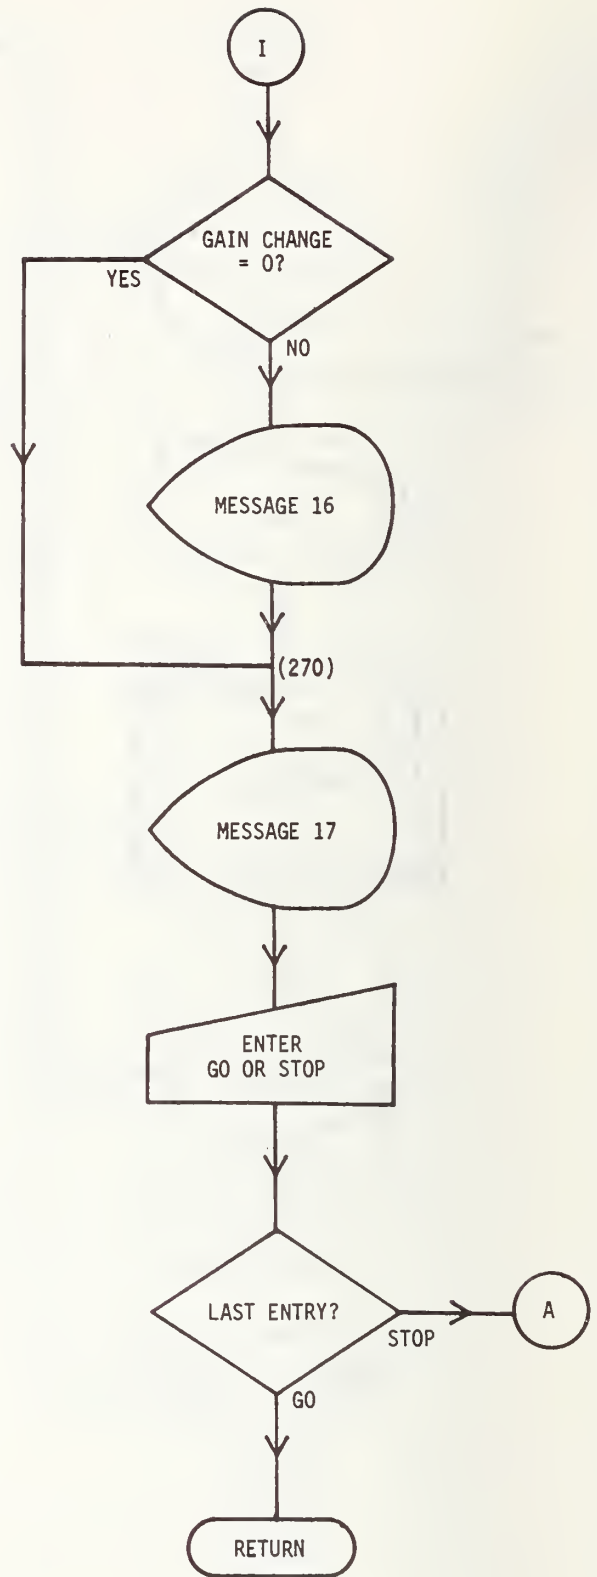 I
GAIN CHANGE
= 0?
YES
NO
MESSAGE 16
(270)
MESSAGE 17
ENTER
GO OR STOP
LAST ENTRY?
STOP
A
GO
RETURN